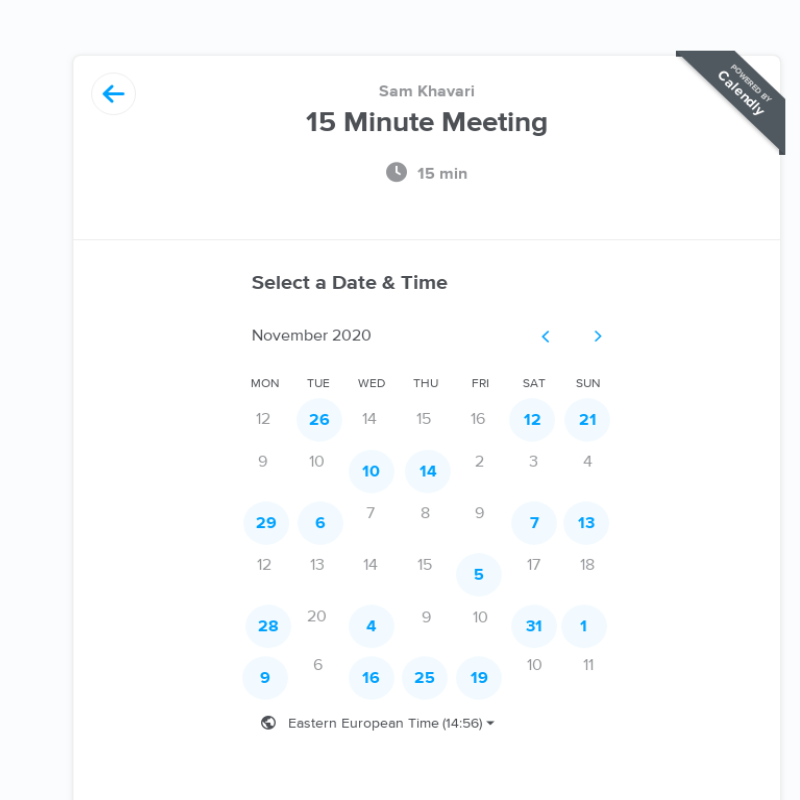 POWERED BY
Calendly
Sam Khavari
15 Minute Meeting
15 min
Select a Date & Time
November 2020
MON TUE WED THU FRI SAT SUN
12 26 14 15 16 12 21
9 10 10 14 2 3 4
29 6 7 8 9 7 13
12 13 14 15 5 17 18
28 20 4 9 10 31 1
9 6 16 25 19 10 11
Eastern European Time (14:56)